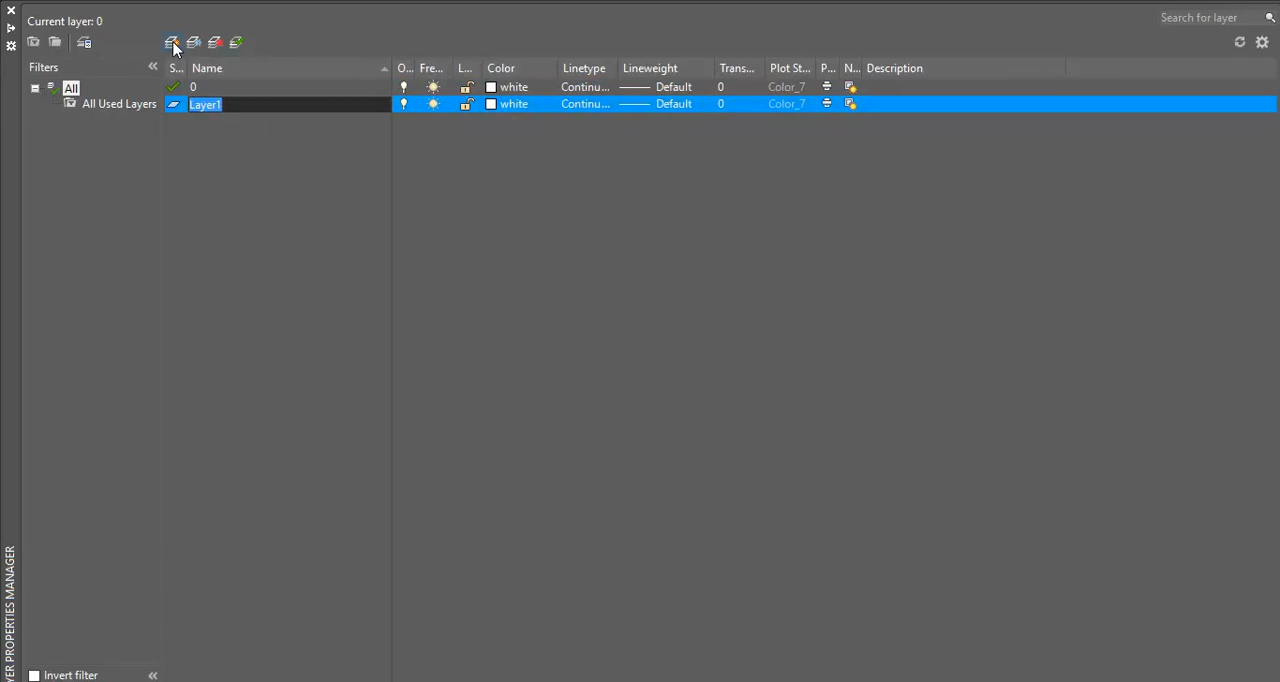 Current layer: 0
Search for layer
Filters
S... Name O... Fre... L... Color Linetype Lineweight Trans... Plot St... P... N... Description
All
0 white Continu... Default 0 Color_7
All Used Layers
Layer1 white Continu... Default 0 Color_7
Invert filter
YER PROPERTIES MANAGER